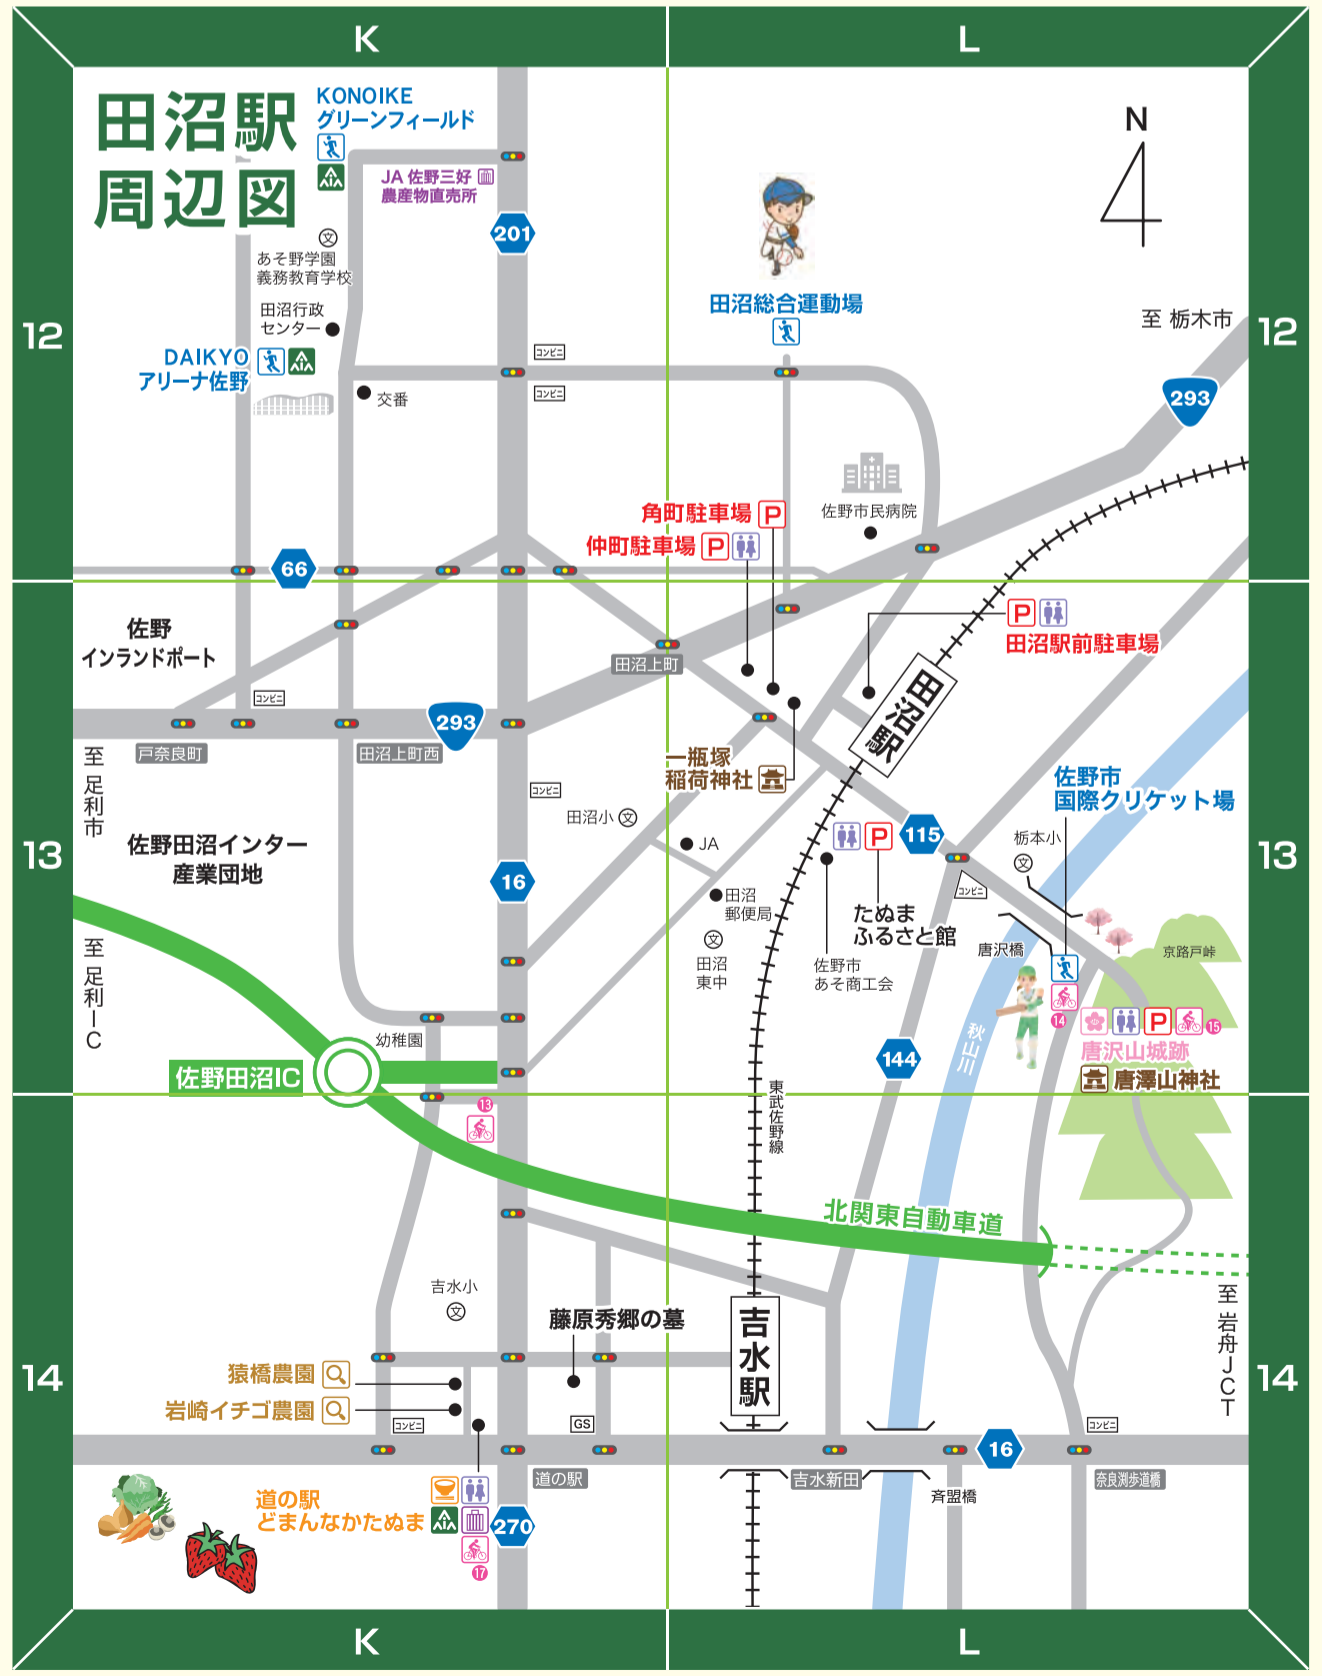 K
L
田沼駅
周辺図
KONOIKE
グリーンフィールド
JA 佐野三好
農産物直売所
201
N
文
あそ野学園
義務教育学校
田沼行政
センター
DAIKYO
アリーナ佐野
交番
コンビニ
コンビニ
田沼総合運動場
至 栃木市
293
12
12
佐野市民病院
角町駐車場 P
仲町駐車場 P
66
佐野
インランドポート
田沼上町
P
田沼駅前駐車場
コンビニ
戸奈良町
田沼上町西
293
田沼駅
一瓶塚
稲荷神社
至足利市
コンビニ
田沼小 文
佐野田沼インター
産業団地
JA
P
115
佐野市
国際クリケット場
栃本小
文
13
13
16
コンビニ
田沼
郵便局
文
田沼
東中
たぬま
ふるさと館
佐野市
あそ商工会
唐沢橋
京路戸峠
至足利IC
14
P
15
唐沢山城跡
唐澤山神社
秋山川
144
幼稚園
佐野田沼IC
13
東武佐野線
北関東自動車道
吉水小
文
藤原秀郷の墓
吉水駅
至岩舟JCT
14
14
猿橋農園
岩崎イチゴ農園
コンビニ
GS
コンビニ
16
道の駅
吉水新田
斉盟橋
奈良渕歩道橋
道の駅
どまんなかたぬま
270
17
K
L